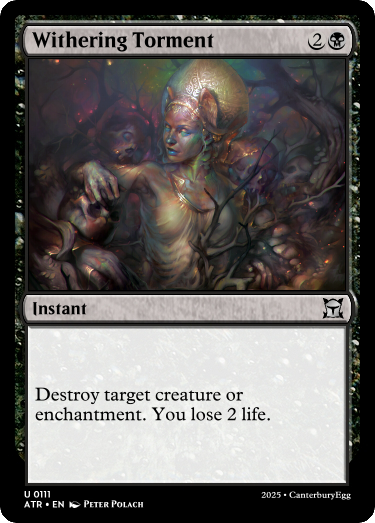 Withering Torment 2
Instant
Destroy target creature or
enchantment. You lose 2 life.
U 0111
ATR • EN Peter Polach 2025 • CanterburyEgg